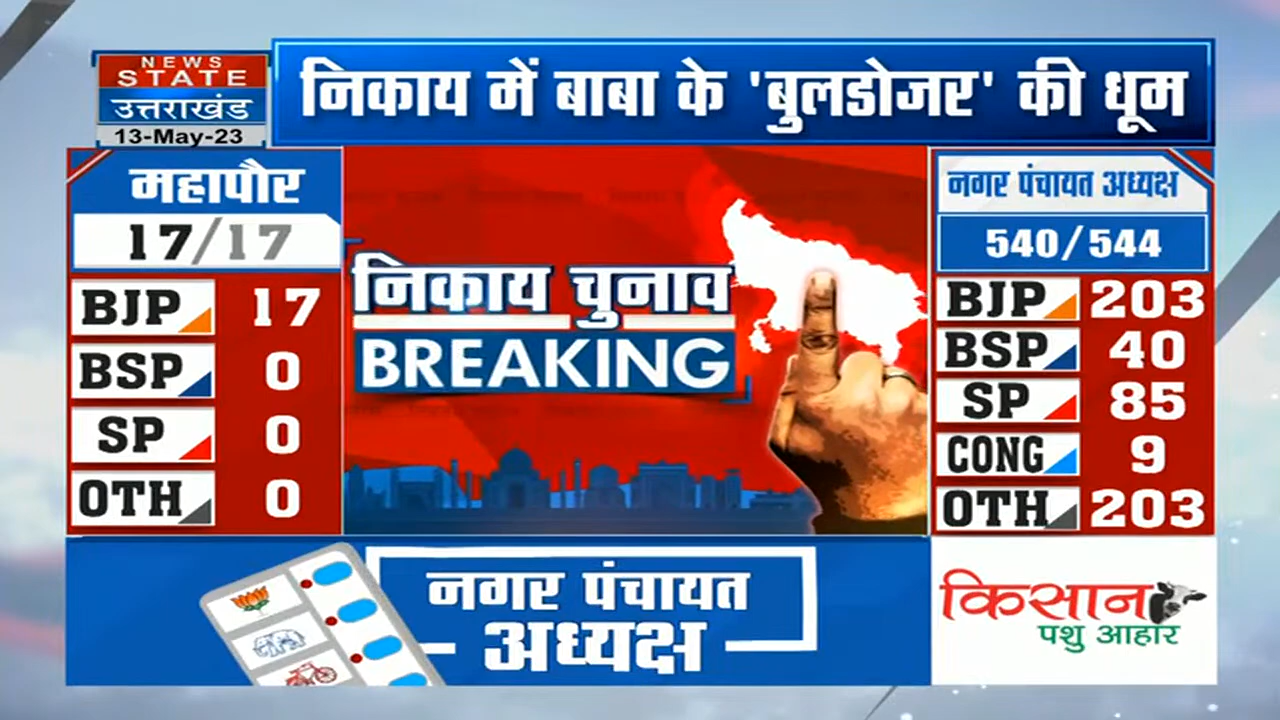 NEWS
STATE
उत्तराखंड
13-May-23
निकाय में बाबा के 'बुलडोजर' की धूम
महापौर
17/17
BJP 17
BSP 0
SP 0
OTH 0
निकाय चुनाव
BREAKING
नगर पंचायत अध्यक्ष
540/544
BJP 203
BSP 40
SP 85
CONG 9
OTH 203
नगर पंचायत
अध्यक्ष
किसान
पशु आहार